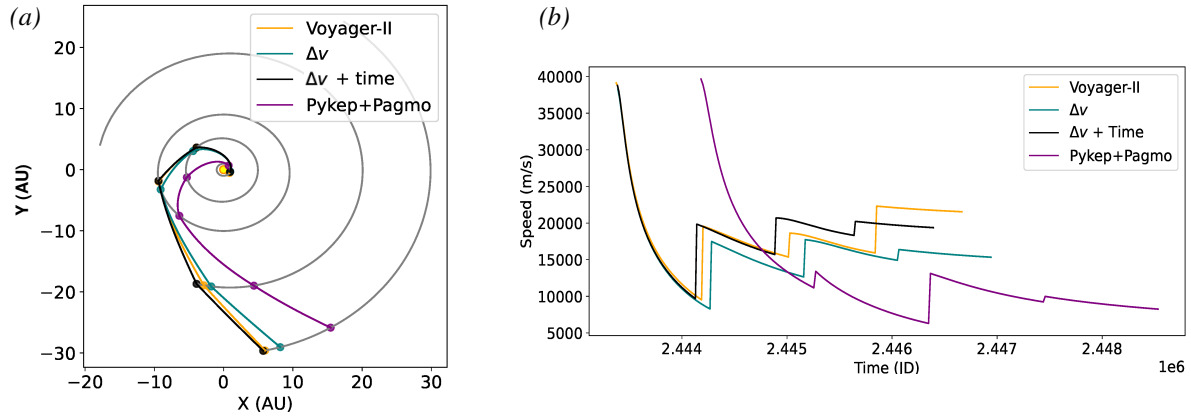 (a)
Voyager-II
Δv
Δv + time
Pykep+Pagmo
20
10
0
−10
−20
−30
Y (AU)
−20
−10
0
10
20
30
X (AU)
(b)
Voyager-II
Δv
Δv + Time
Pykep+Pagmo
40000
35000
30000
25000
20000
15000
10000
5000
Speed (m/s)
2.444
2.445
2.446
2.447
2.448
1e6
Time (JD)